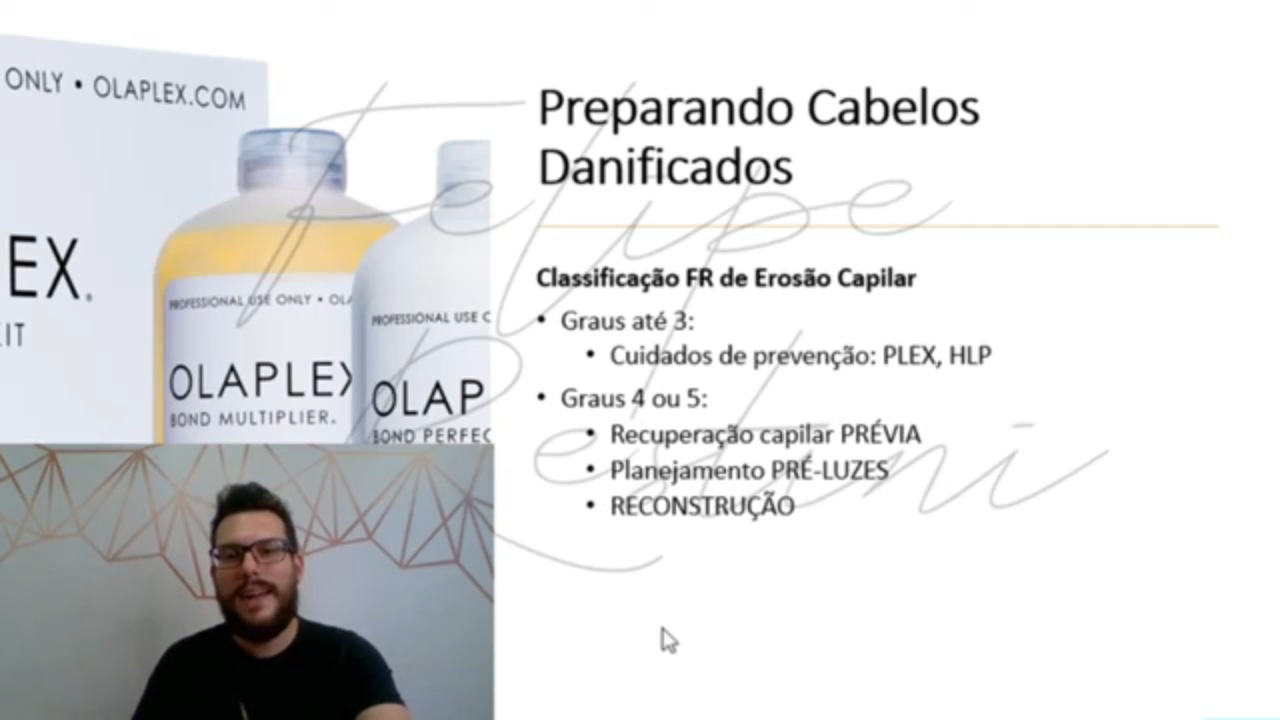 ONLY • OLAPLEX.COM
EX.
IT
PROFESSIONAL USE ONLY • OLA
OLAPLEX
BOND MULTIPLIER.
PROFESSIONAL USE
OLAP
BOND PERFEC
Preparando Cabelos
Danificados
Classificação FR de Erosão Capilar
• Graus até 3:
• Cuidados de prevenção: PLEX, HLP
• Graus 4 ou 5:
• Recuperação capilar PRÉVIA
• Planejamento PRÉ-LUZES
• RECONSTRUÇÃO
Felipe
Restani